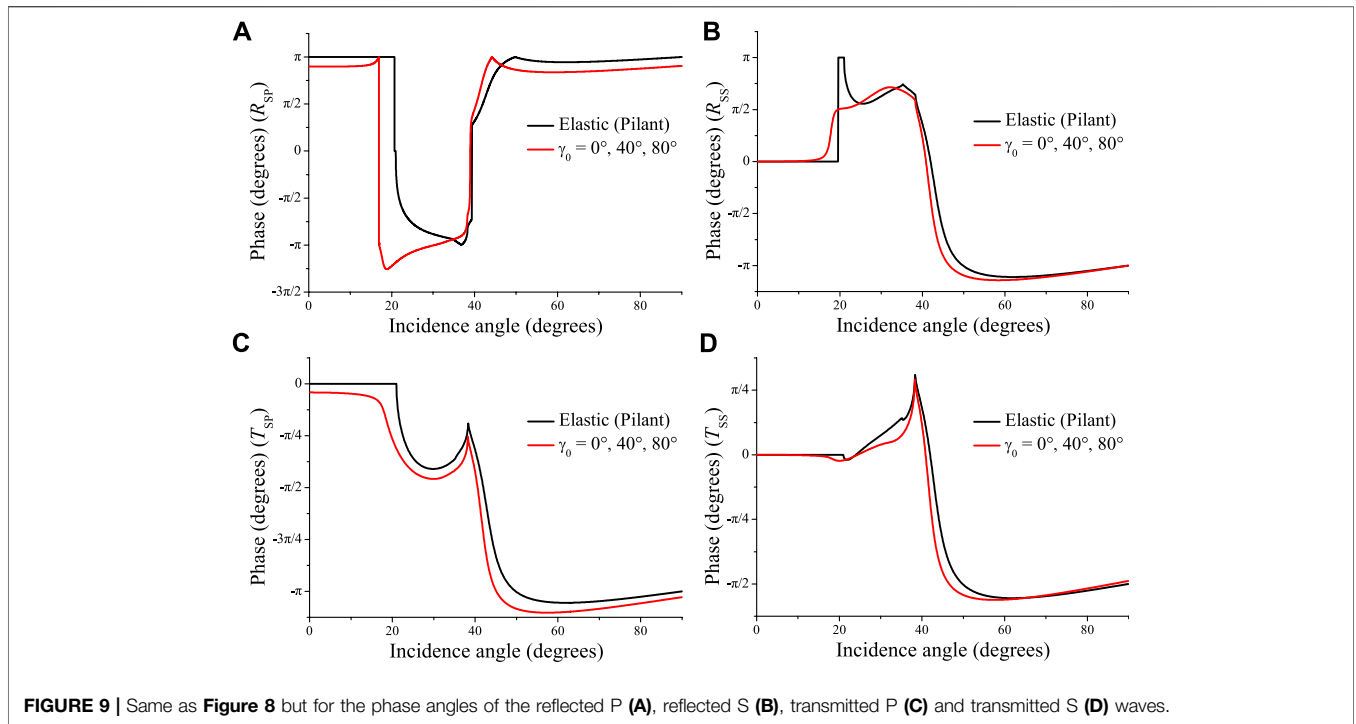 A
Phase (degrees) (R_SP)
π
π/2
0
-π/2
-π
-3π/2
Elastic (Pilant)
γ₀ = 0°, 40°, 80°
0 20 40 60 80
Incidence angle (degrees)
B
Phase (degrees) (R_SS)
π
π/2
0
-π/2
-π
Elastic (Pilant)
γ₀ = 0°, 40°, 80°
0 20 40 60 80
Incidence angle (degrees)
C
Phase (degrees) (T_SP)
0
-π/4
-π/2
-3π/4
-π
Elastic (Pilant)
γ₀ = 0°, 40°, 80°
0 20 40 60 80
Incidence angle (degrees)
D
Phase (degrees) (T_SS)
π/4
0
-π/4
-π/2
Elastic (Pilant)
γ₀ = 0°, 40°, 80°
0 20 40 60 80
Incidence angle (degrees)
FIGURE 9 | Same as Figure 8 but for the phase angles of the reflected P (A), reflected S (B), transmitted P (C) and transmitted S (D) waves.